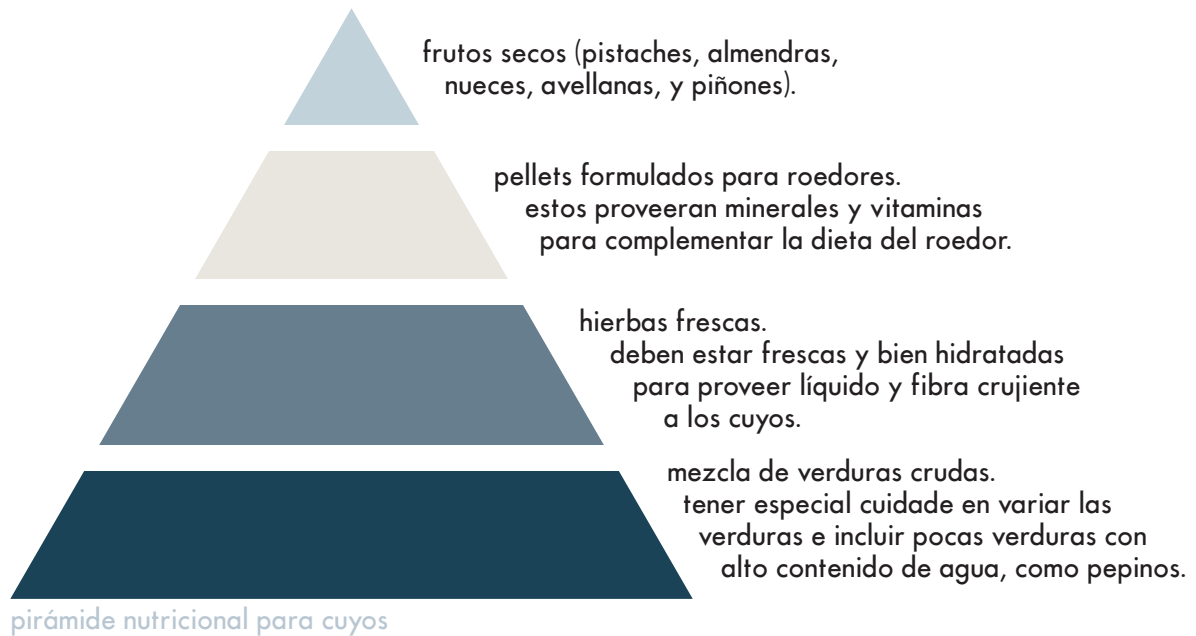 frutos secos (pistaches, almendras,
nueces, avellanas, y piñones).
pellets formulados para roedores.
estos proveeran minerales y vitaminas
para complementar la dieta del roedor.
hierbas frescas.
deben estar frescas y bien hidratadas
para proveer líquido y fibra crujiente
a los cuyos.
mezcla de verduras crudas.
tener especial cuidade en variar las
verduras e incluir pocas verduras con
alto contenido de agua, como pepinos.
pirámide nutricional para cuyos